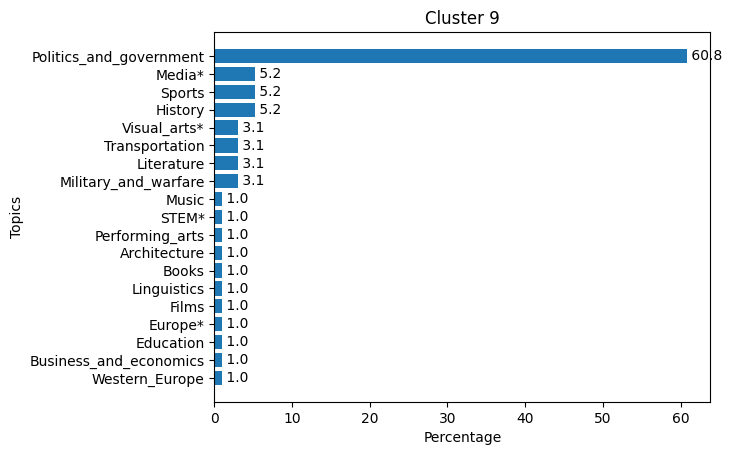 Cluster 9
Politics_and_government 60.8
Media* 5.2
Sports 5.2
History 5.2
Visual_arts* 3.1
Transportation 3.1
Literature 3.1
Military_and_warfare 3.1
Music 1.0
STEM* 1.0
Performing_arts 1.0
Architecture 1.0
Books 1.0
Linguistics 1.0
Films 1.0
Europe* 1.0
Education 1.0
Business_and_economics 1.0
Western_Europe 1.0
Topics
0 10 20 30 40 50 60
Percentage